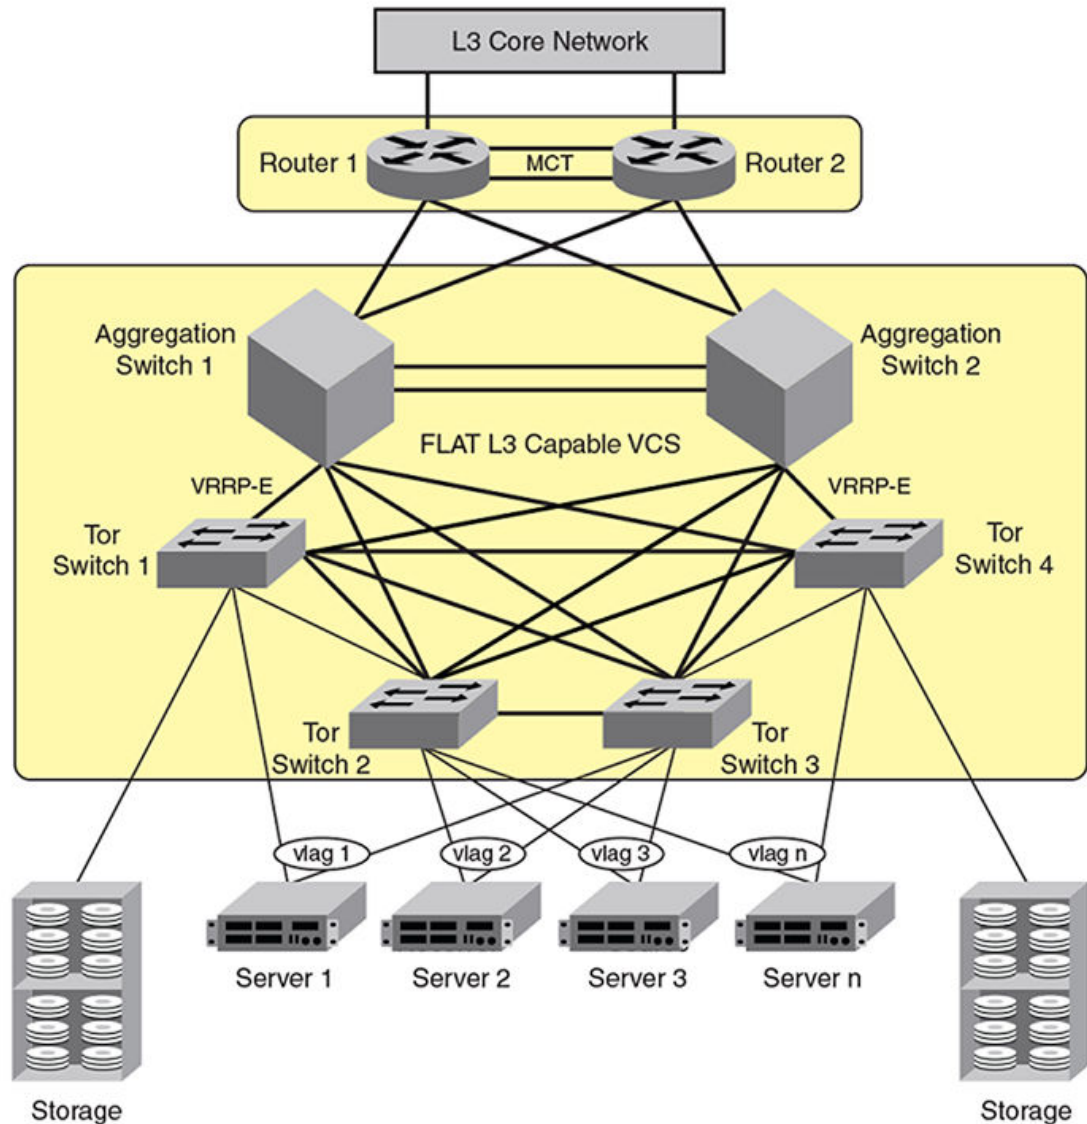 L3 Core Network
Router 1
MCT
Router 2
Aggregation
Switch 1
Aggregation
Switch 2
FLAT L3 Capable VCS
VRRP-E
VRRP-E
Tor
Switch 1
Tor
Switch 4
Tor
Switch 2
Tor
Switch 3
vlag 1
vlag 2
vlag 3
vlag n
Server 1
Server 2
Server 3
Server n
Storage
Storage